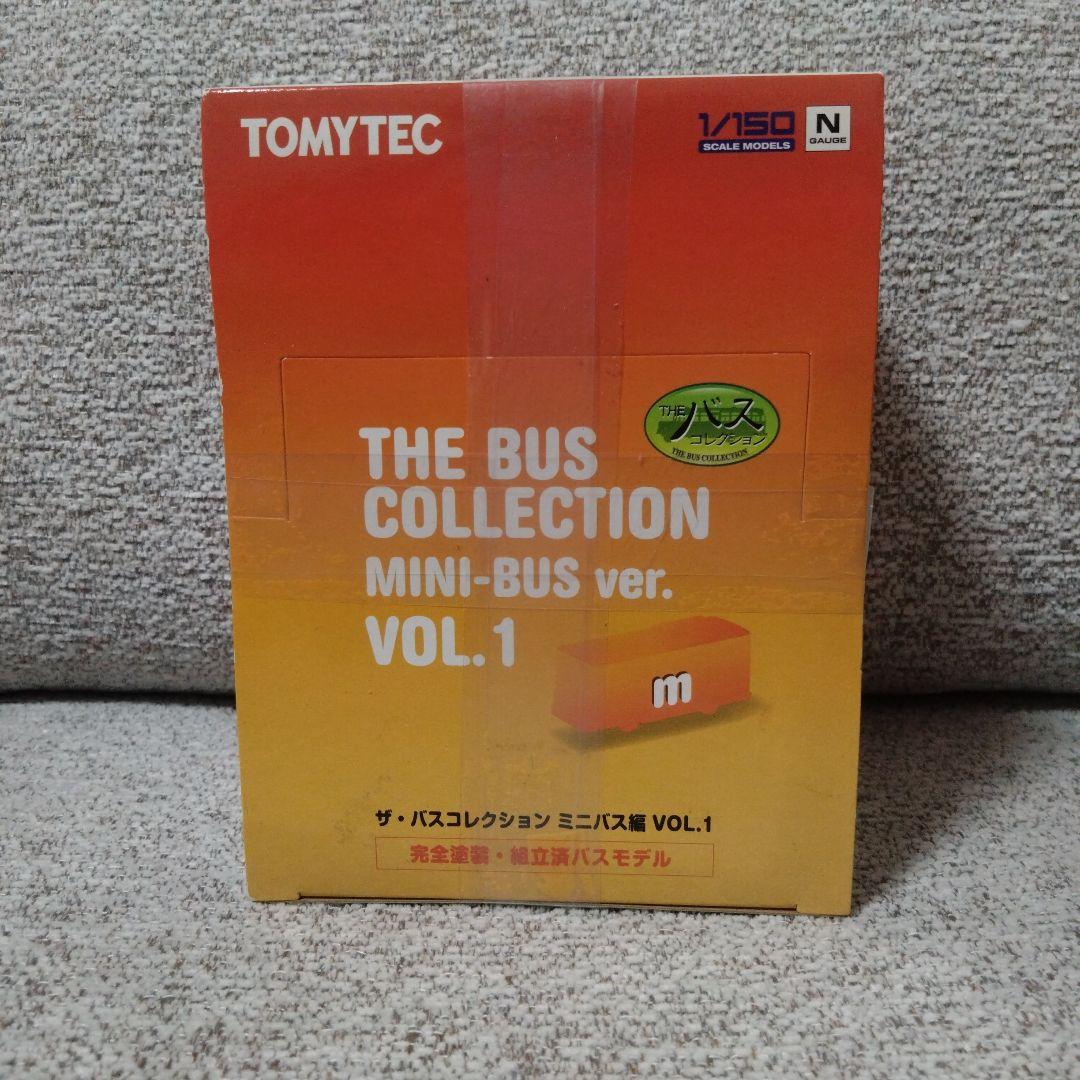 TOMYTEC
1/150
SCALE MODELS
N
GAUGE
THE バス
コレクション
THE BUS COLLECTION
THE BUS
COLLECTION
MINI-BUS ver.
VOL.1
m
ザ・バスコレクション ミニバス編 VOL.1
完全塗装・組立済バスモデル